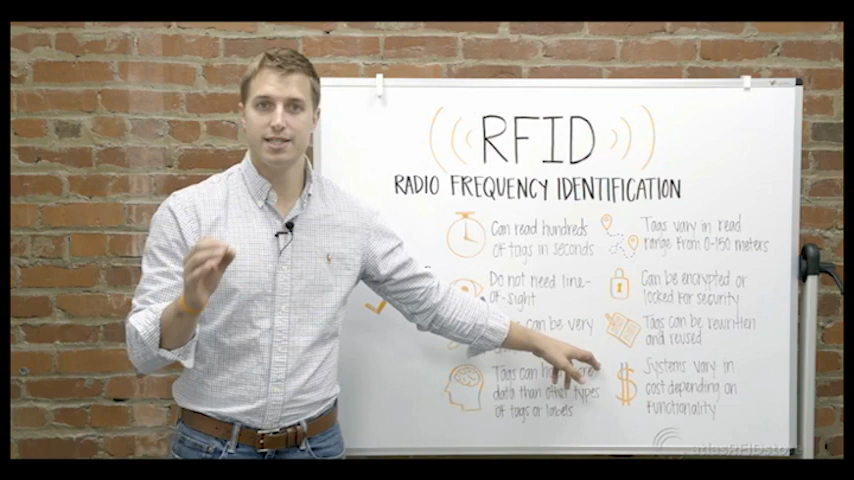 RFID
RADIO FREQUENCY IDENTIFICATION
Can read hundreds
of tags in seconds
Tags vary in read
range from 0-150 meters
Do not need line-
of-sight
Can be encrypted or
locked for security
can be very
Tags can be rewritten
and reused
Tags can
data than other types
of tags or labels
Systems vary in
cost depending on
functionality
atlasRFIDstore